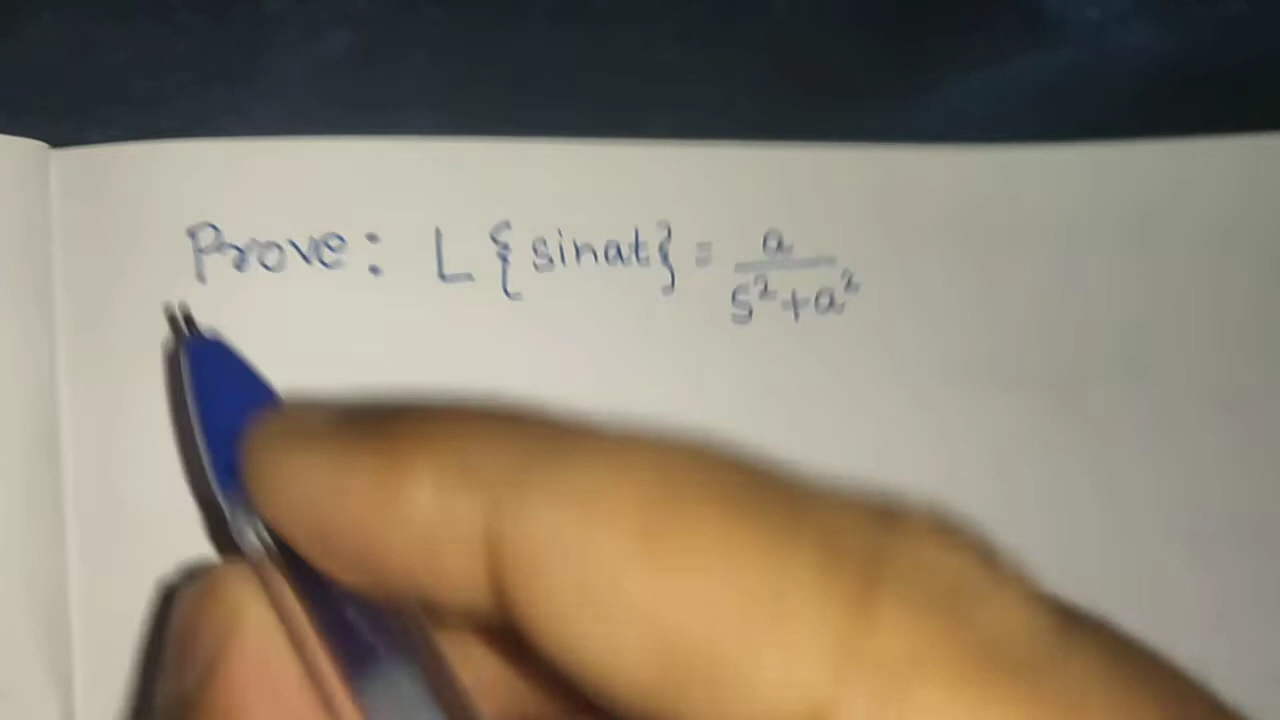 Prove: L{sinat} = a/s²+a²